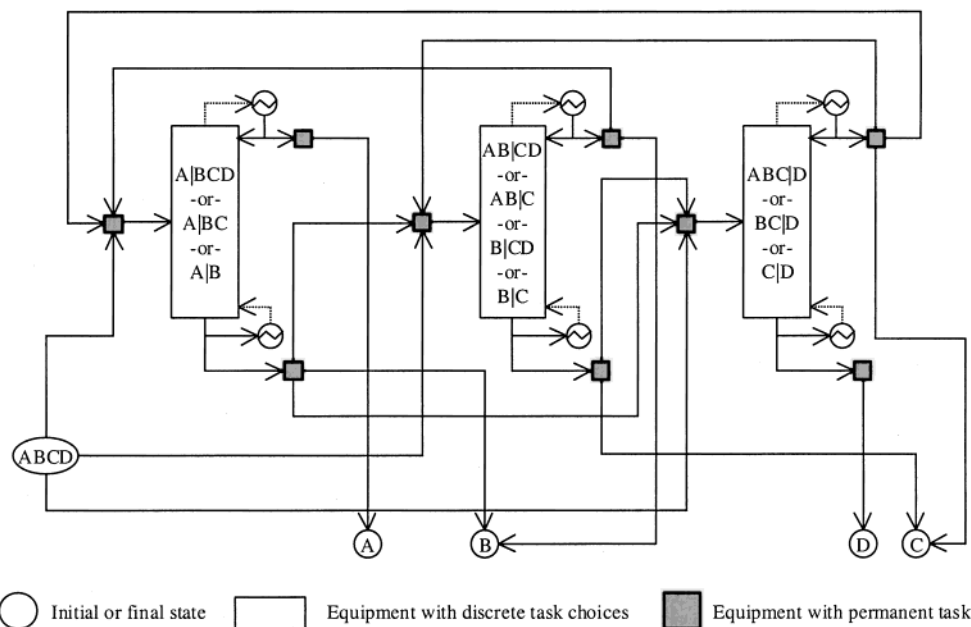 A|BCD
-or-
A|BC
-or-
A|B
AB|CD
-or-
AB|C
-or-
B|CD
-or-
B|C
ABC|D
-or-
BC|D
-or-
C|D
ABCD
A
B
D
C
Initial or final state
Equipment with discrete task choices
Equipment with permanent task